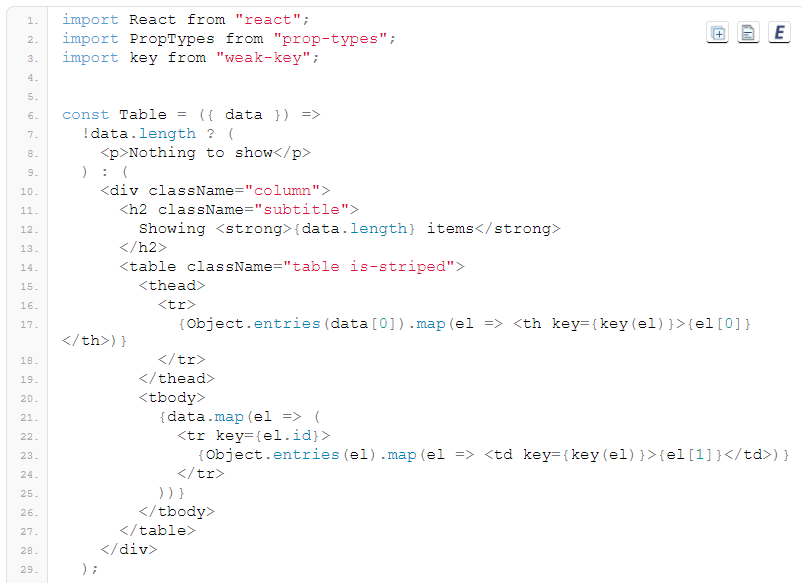 1. import React from "react";
2. import PropTypes from "prop-types";
3. import key from "weak-key";
4.
5.
6. const Table = ({ data }) =>
7.   !data.length ? (
8.     <p>Nothing to show</p>
9.   ) : (
10.     <div className="column">
11.       <h2 className="subtitle">
12.         Showing <strong>{data.length} items</strong>
13.       </h2>
14.       <table className="table is-striped">
15.         <thead>
16.           <tr>
17.             {Object.entries(data[0]).map(el => <th key={key(el)}>{el[0]}
</th>)}
18.           </tr>
19.         </thead>
20.         <tbody>
21.           {data.map(el => (
22.             <tr key={el.id}>
23.               {Object.entries(el).map(el => <td key={key(el)}>{el[1]}</td>)}
24.             </tr>
25.           ))}
26.         </tbody>
27.       </table>
28.     </div>
29.   );
E